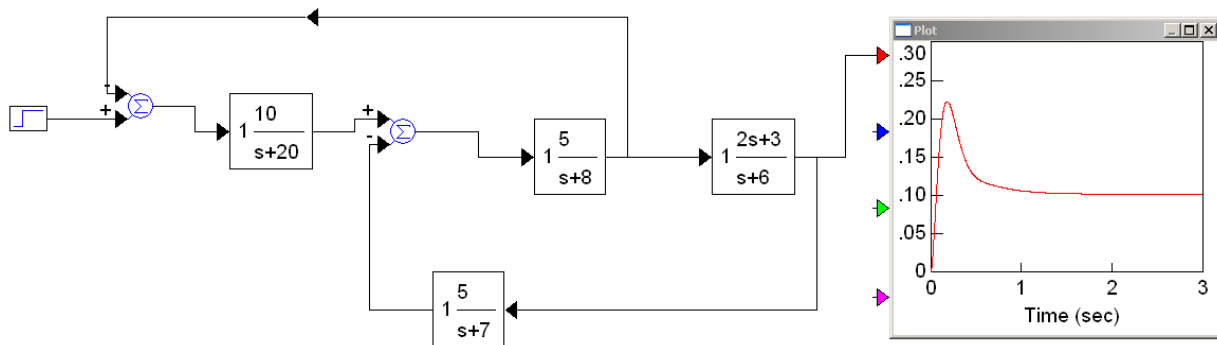 Plot
.30
.25
.20
.15
.10
.05
0
0 1 2 3
Time (sec)
-
+
Σ
1 10
s+20
+
-
Σ
1 5
s+8
1 2s+3
s+6
1 5
s+7